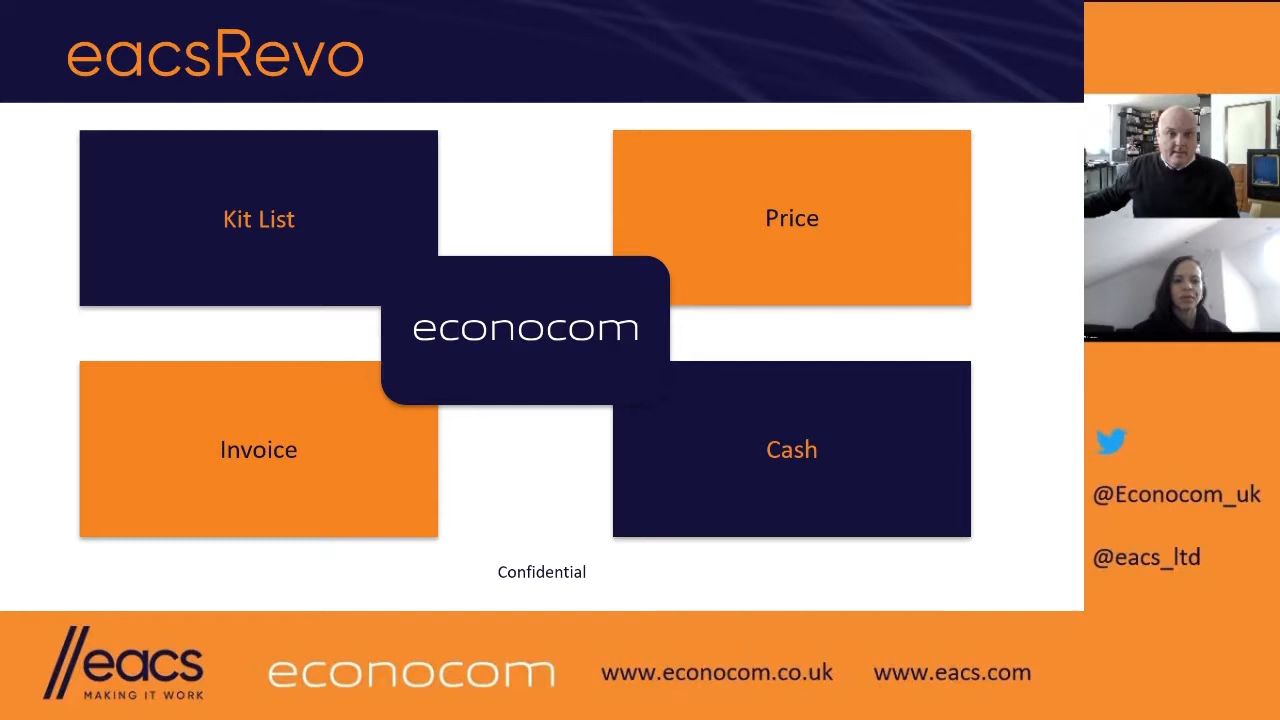 eacsRevo
Kit List
Price
econocom
Invoice
Cash
Confidential
@Econocom_uk
@eacs_ltd
//eacs
MAKING IT WORK
econocom
www.econocom.co.uk
www.eacs.com